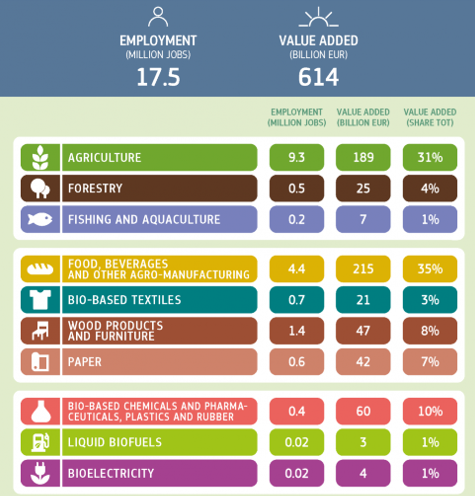 EMPLOYMENT VALUE ADDED
(MILLION JOBS) (BILLION EUR)
17.5 614
EMPLOYMENT VALUE ADDED VALUE ADDED
(MILLION JOBS) (BILLION EUR) (SHARE TOT)
AGRICULTURE 9.3 189 31%
FORESTRY 0.5 25 4%
FISHING AND AQUACULTURE 0.2 7 1%
FOOD, BEVERAGES
AND OTHER AGRO-MANUFACTURING 4.4 215 35%
BIO-BASED TEXTILES 0.7 21 3%
WOOD PRODUCTS
AND FURNITURE 1.4 47 8%
PAPER 0.6 42 7%
BIO-BASED CHEMICALS AND PHARMA-
CEUTICALS, PLASTICS AND RUBBER 0.4 60 10%
LIQUID BIOFUELS 0.02 3 1%
BIOELECTRICITY 0.02 4 1%